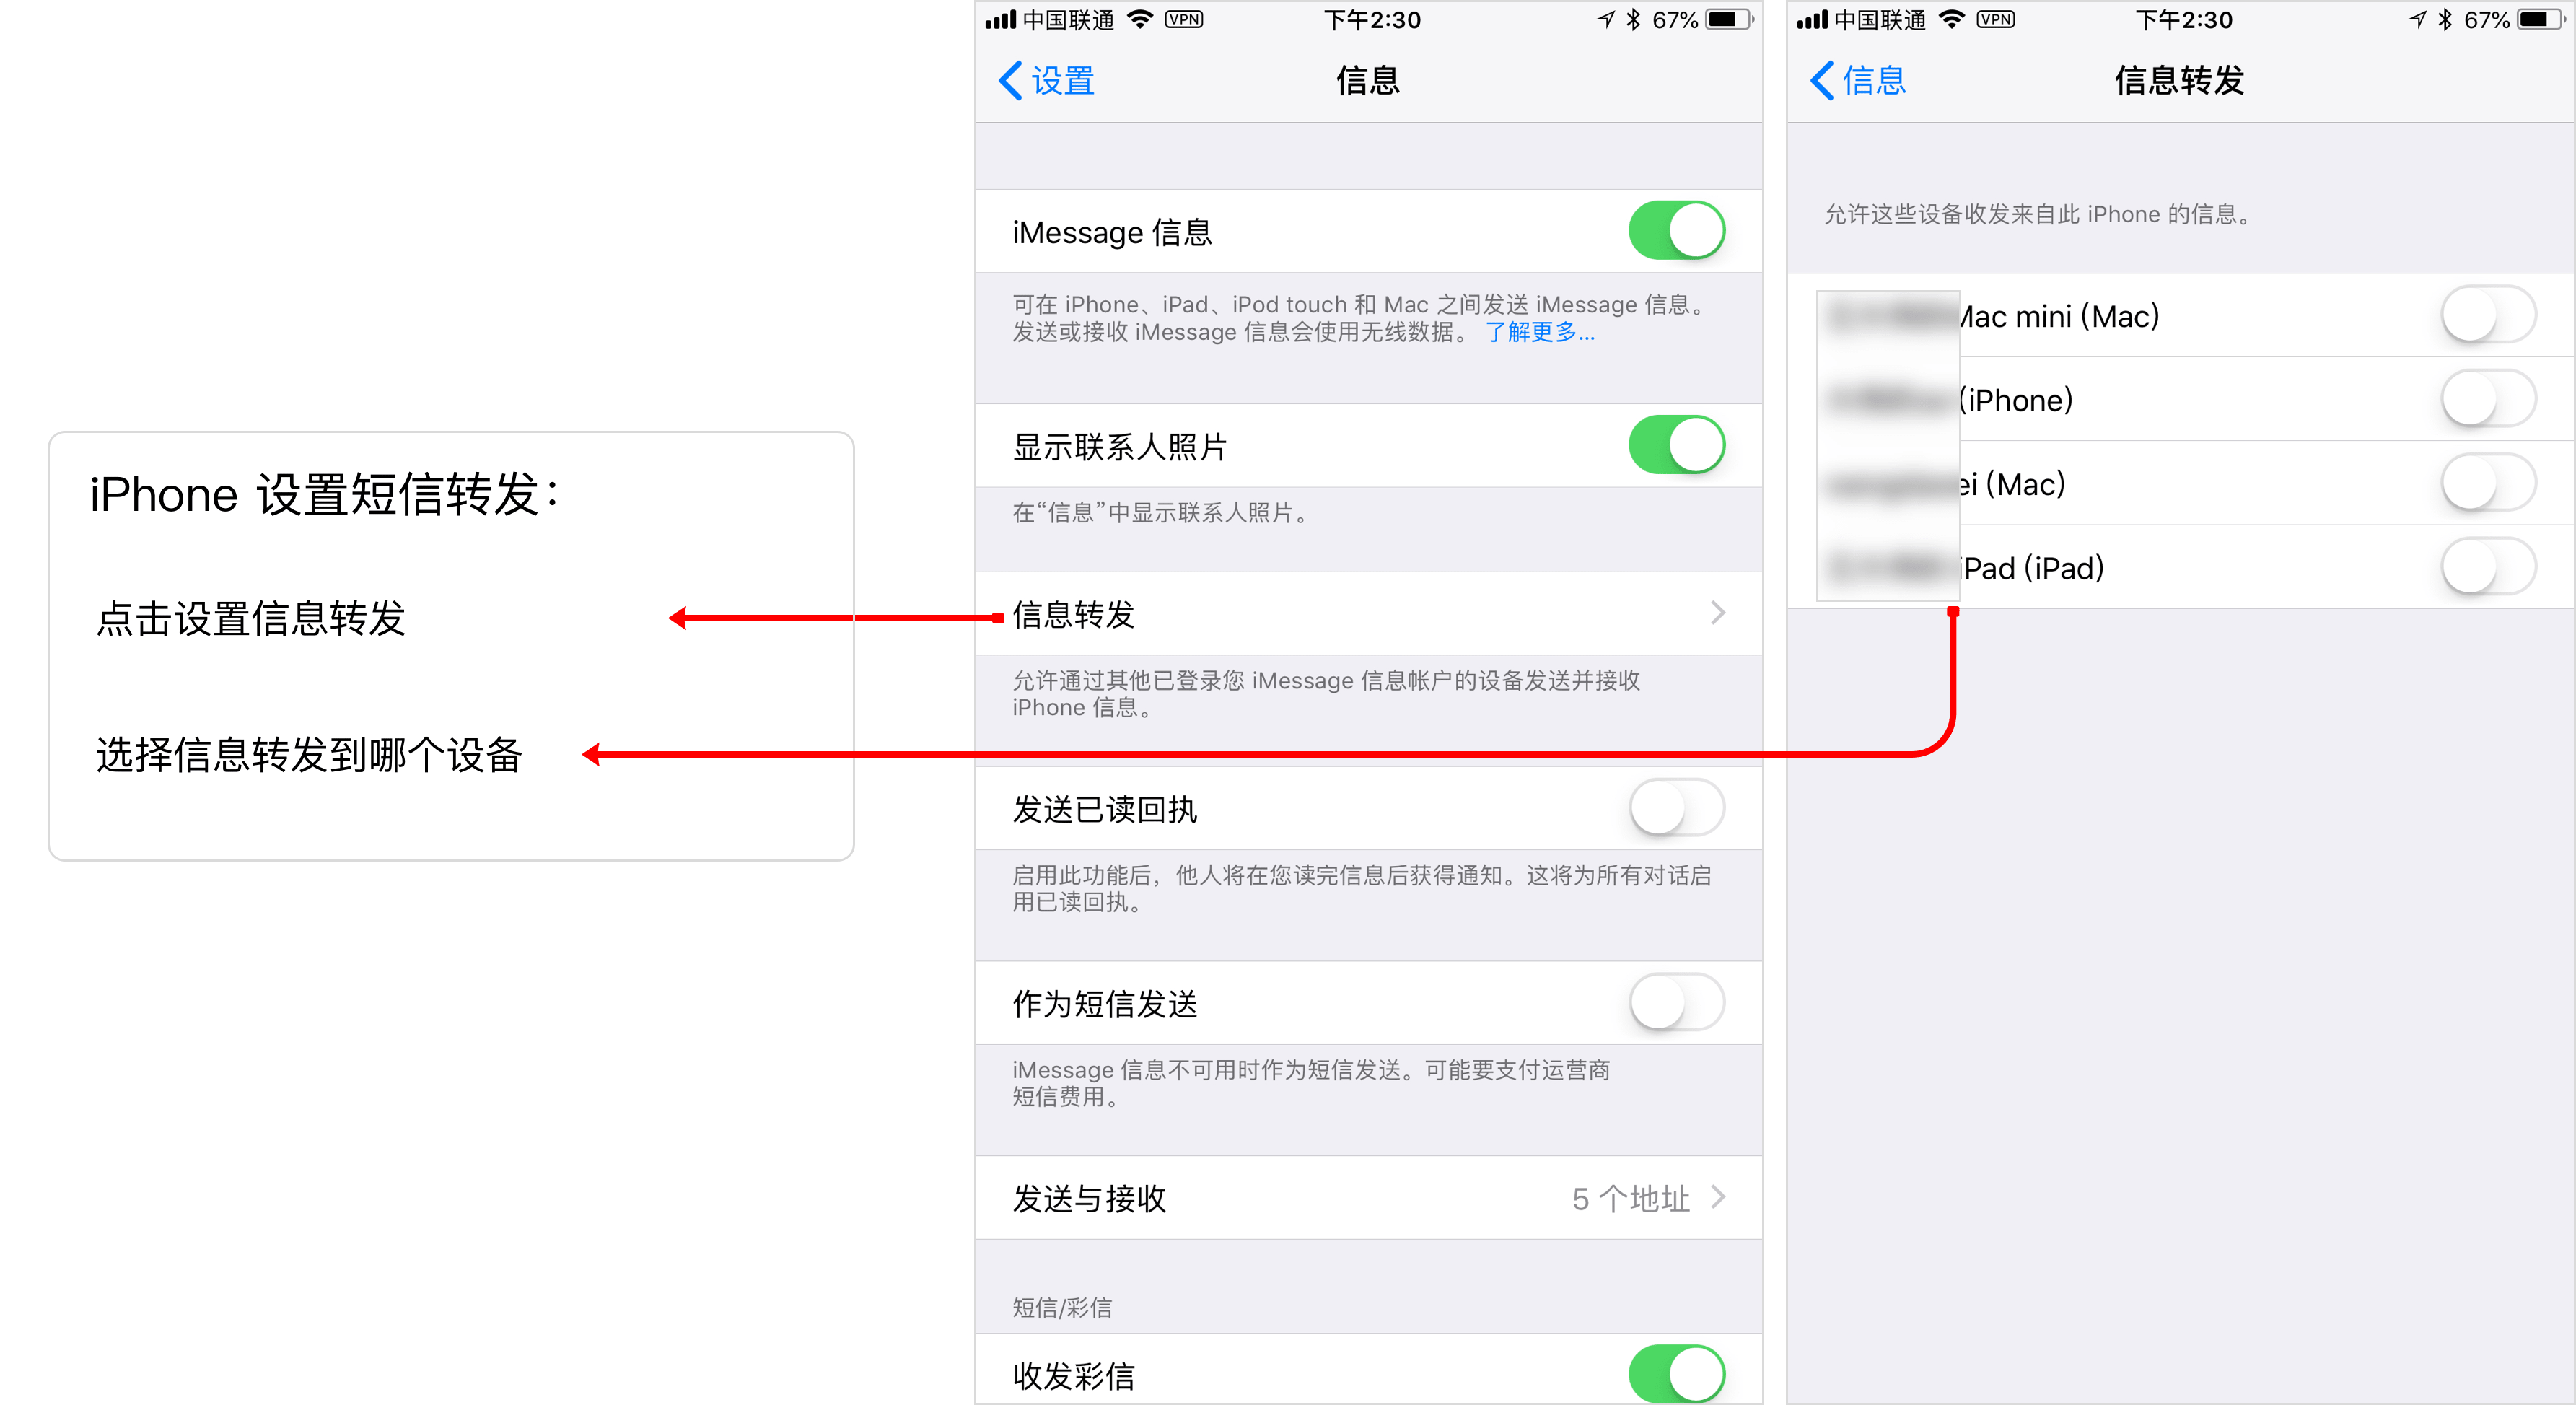 iPhone 设置短信转发：
点击设置信息转发
选择信息转发到哪个设备
中国联通 VPN 下午2:30 67%
设置 信息
iMessage 信息
可在 iPhone、iPad、iPod touch 和 Mac 之间发送 iMessage 信息。
发送或接收 iMessage 信息会使用无线数据。 了解更多...
显示联系人照片
在“信息”中显示联系人照片。
信息转发
允许通过其他已登录您 iMessage 信息帐户的设备发送并接收
iPhone 信息。
发送已读回执
启用此功能后，他人将在您读完信息后获得通知。这将为所有对话启
用已读回执。
作为短信发送
iMessage 信息不可用时作为短信发送。可能要支付运营商
短信费用。
发送与接收 5 个地址
短信/彩信
收发彩信
中国联通 VPN 下午2:30 67%
信息 信息转发
允许这些设备收发来自此 iPhone 的信息。
Mac mini (Mac)
(iPhone)
ei (Mac)
iPad (iPad)